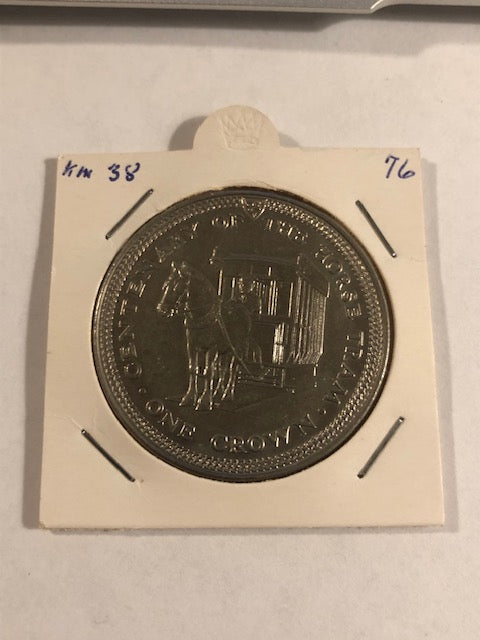 Km 38
76
CENTENARY OF THE HORSE TRAM
· ONE CROWN ·